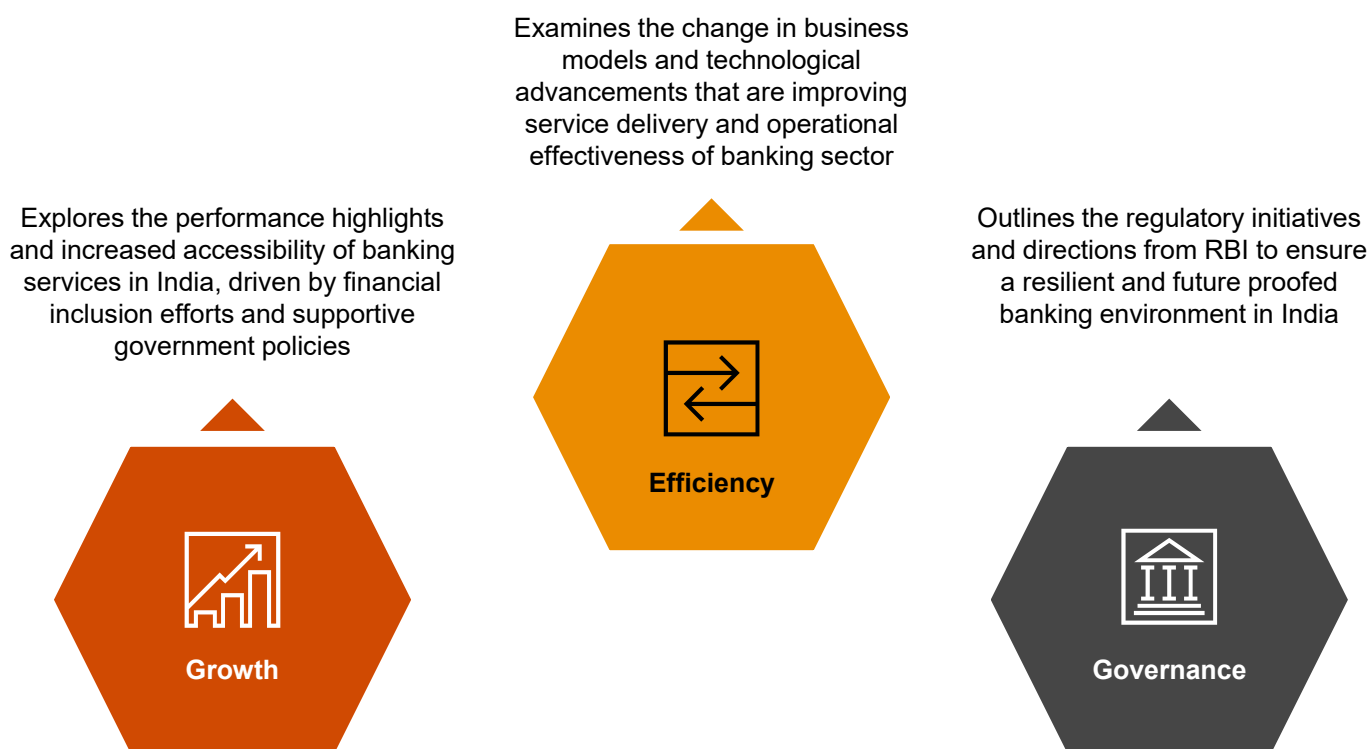 Examines the change in business
models and technological
advancements that are improving
service delivery and operational
effectiveness of banking sector
Explores the performance highlights
and increased accessibility of banking
services in India, driven by financial
inclusion efforts and supportive
government policies
Outlines the regulatory initiatives
and directions from RBI to ensure
a resilient and future proofed
banking environment in India
Efficiency
Growth
Governance